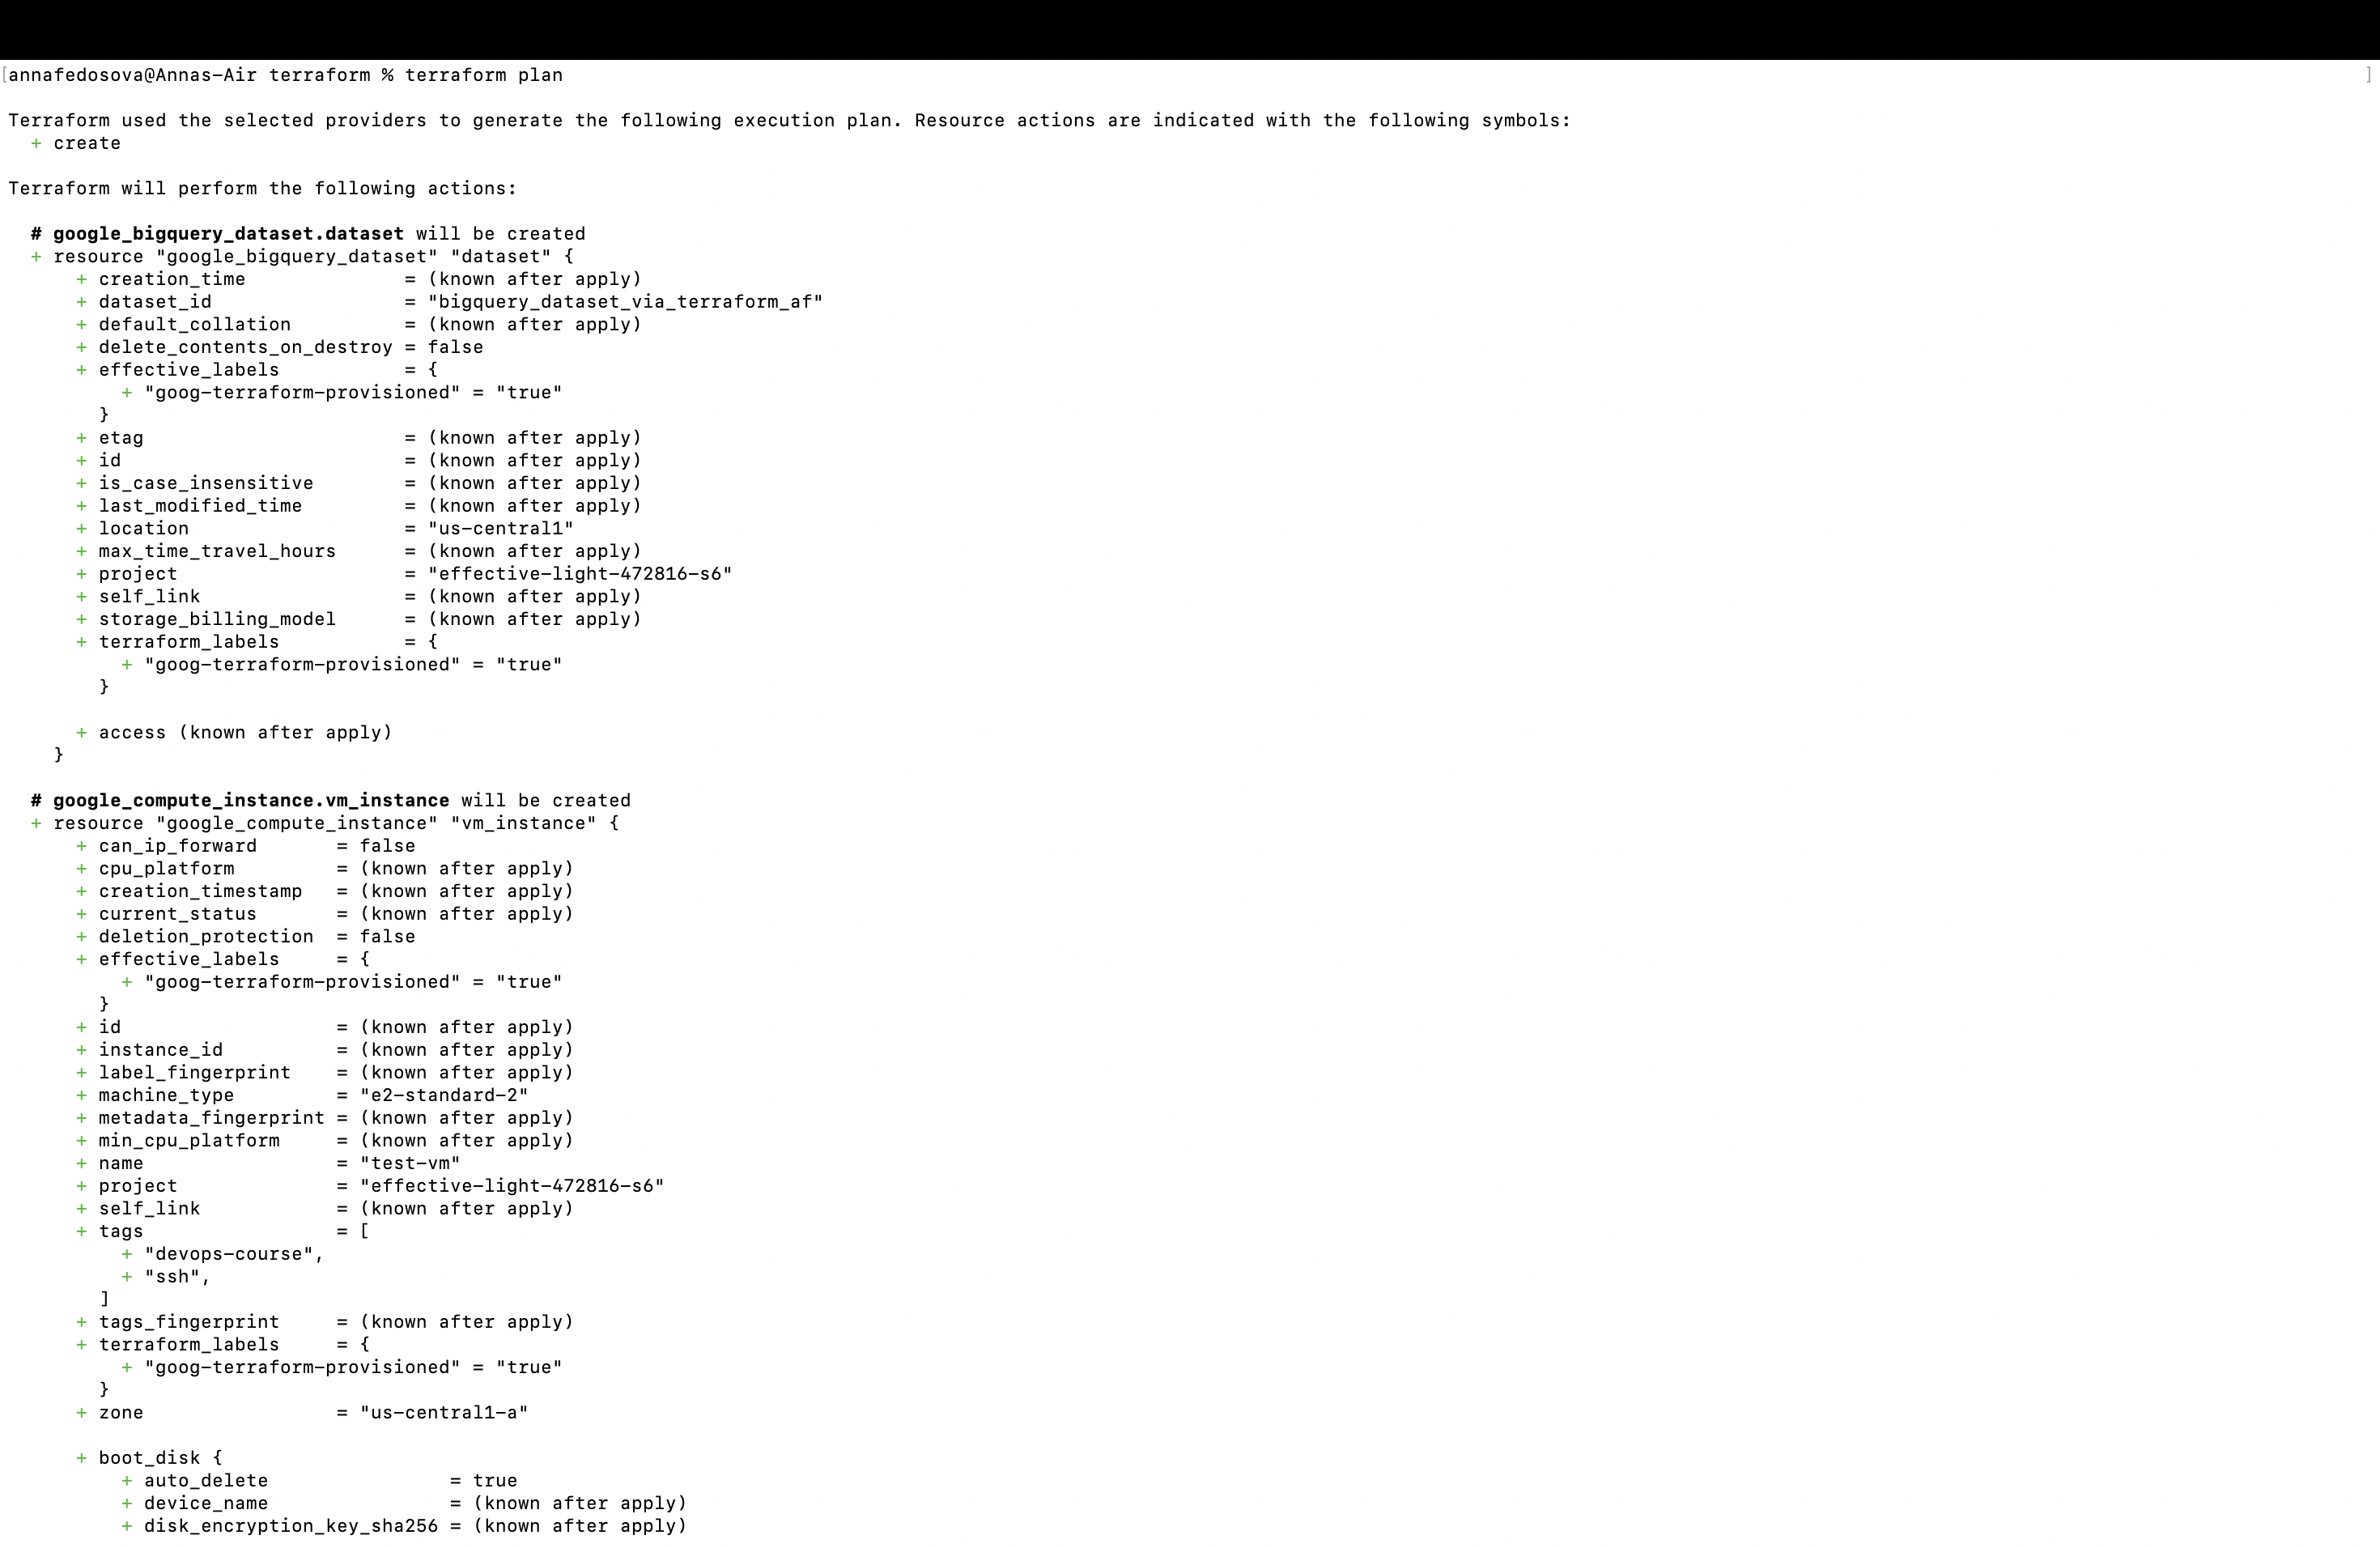 [annafedosova@Annas-Air terraform % terraform plan ]
Terraform used the selected providers to generate the following execution plan. Resource actions are indicated with the following symbols:
+ create
Terraform will perform the following actions:
# google_bigquery_dataset.dataset will be created
+ resource "google_bigquery_dataset" "dataset" {
+ creation_time = (known after apply)
+ dataset_id = "bigquery_dataset_via_terraform_af"
+ default_collation = (known after apply)
+ delete_contents_on_destroy = false
+ effective_labels = {
+ "goog-terraform-provisioned" = "true"
}
+ etag = (known after apply)
+ id = (known after apply)
+ is_case_insensitive = (known after apply)
+ last_modified_time = (known after apply)
+ location = "us-central1"
+ max_time_travel_hours = (known after apply)
+ project = "effective-light-472816-s6"
+ self_link = (known after apply)
+ storage_billing_model = (known after apply)
+ terraform_labels = {
+ "goog-terraform-provisioned" = "true"
}
+ access (known after apply)
}
# google_compute_instance.vm_instance will be created
+ resource "google_compute_instance" "vm_instance" {
+ can_ip_forward = false
+ cpu_platform = (known after apply)
+ creation_timestamp = (known after apply)
+ current_status = (known after apply)
+ deletion_protection = false
+ effective_labels = {
+ "goog-terraform-provisioned" = "true"
}
+ id = (known after apply)
+ instance_id = (known after apply)
+ label_fingerprint = (known after apply)
+ machine_type = "e2-standard-2"
+ metadata_fingerprint = (known after apply)
+ min_cpu_platform = (known after apply)
+ name = "test-vm"
+ project = "effective-light-472816-s6"
+ self_link = (known after apply)
+ tags = [
+ "devops-course",
+ "ssh",
]
+ tags_fingerprint = (known after apply)
+ terraform_labels = {
+ "goog-terraform-provisioned" = "true"
}
+ zone = "us-central1-a"
+ boot_disk {
+ auto_delete = true
+ device_name = (known after apply)
+ disk_encryption_key_sha256 = (known after apply)